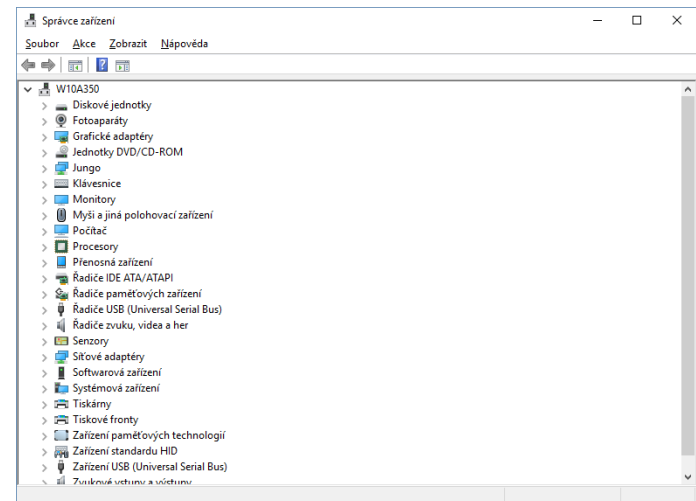 Správce zařízení
Soubor Akce Zobrazit Nápověda
W10A350
Diskové jednotky
Fotoaparáty
Grafické adaptéry
Jednotky DVD/CD-ROM
Jungo
Klávesnice
Monitory
Myši a jiná polohovací zařízení
Počítač
Procesory
Přenosná zařízení
Řadiče IDE ATA/ATAPI
Řadiče paměťových zařízení
Řadiče USB (Universal Serial Bus)
Řadiče zvuku, videa a her
Senzory
Síťové adaptéry
Softwarová zařízení
Systémová zařízení
Tiskárny
Tiskové fronty
Zařízení paměťových technologií
Zařízení standardu HID
Zařízení USB (Universal Serial Bus)
Zvukové vstupy a výstupy